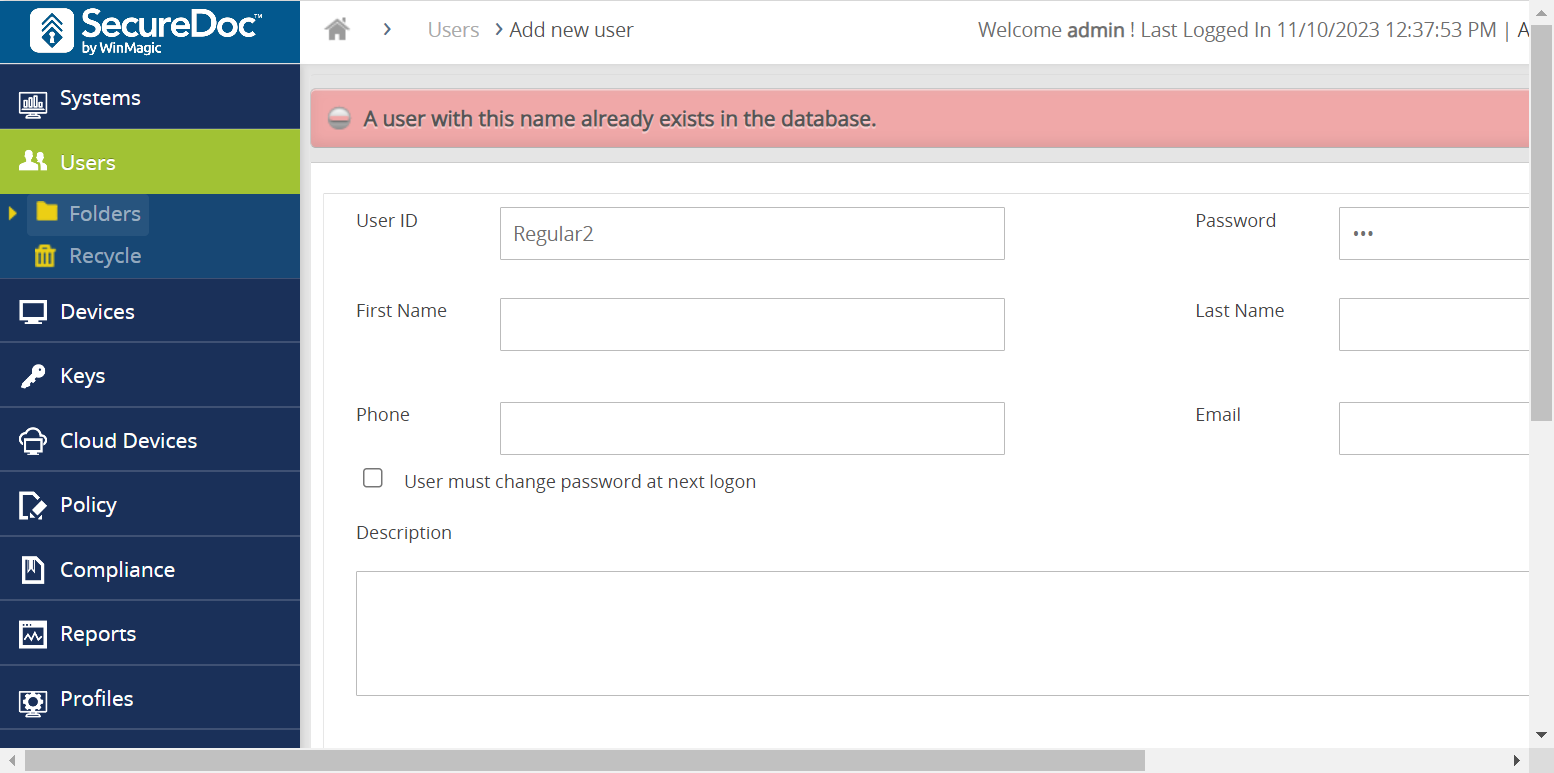 SecureDoc™
by WinMagic
Users > Add new user
Welcome admin ! Last Logged In 11/10/2023 12:37:53 PM | A
Systems
Users
Folders
Recycle
Devices
Keys
Cloud Devices
Policy
Compliance
Reports
Profiles
A user with this name already exists in the database.
User ID
Regular2
Password
•••
First Name
Last Name
Phone
Email
User must change password at next logon
Description